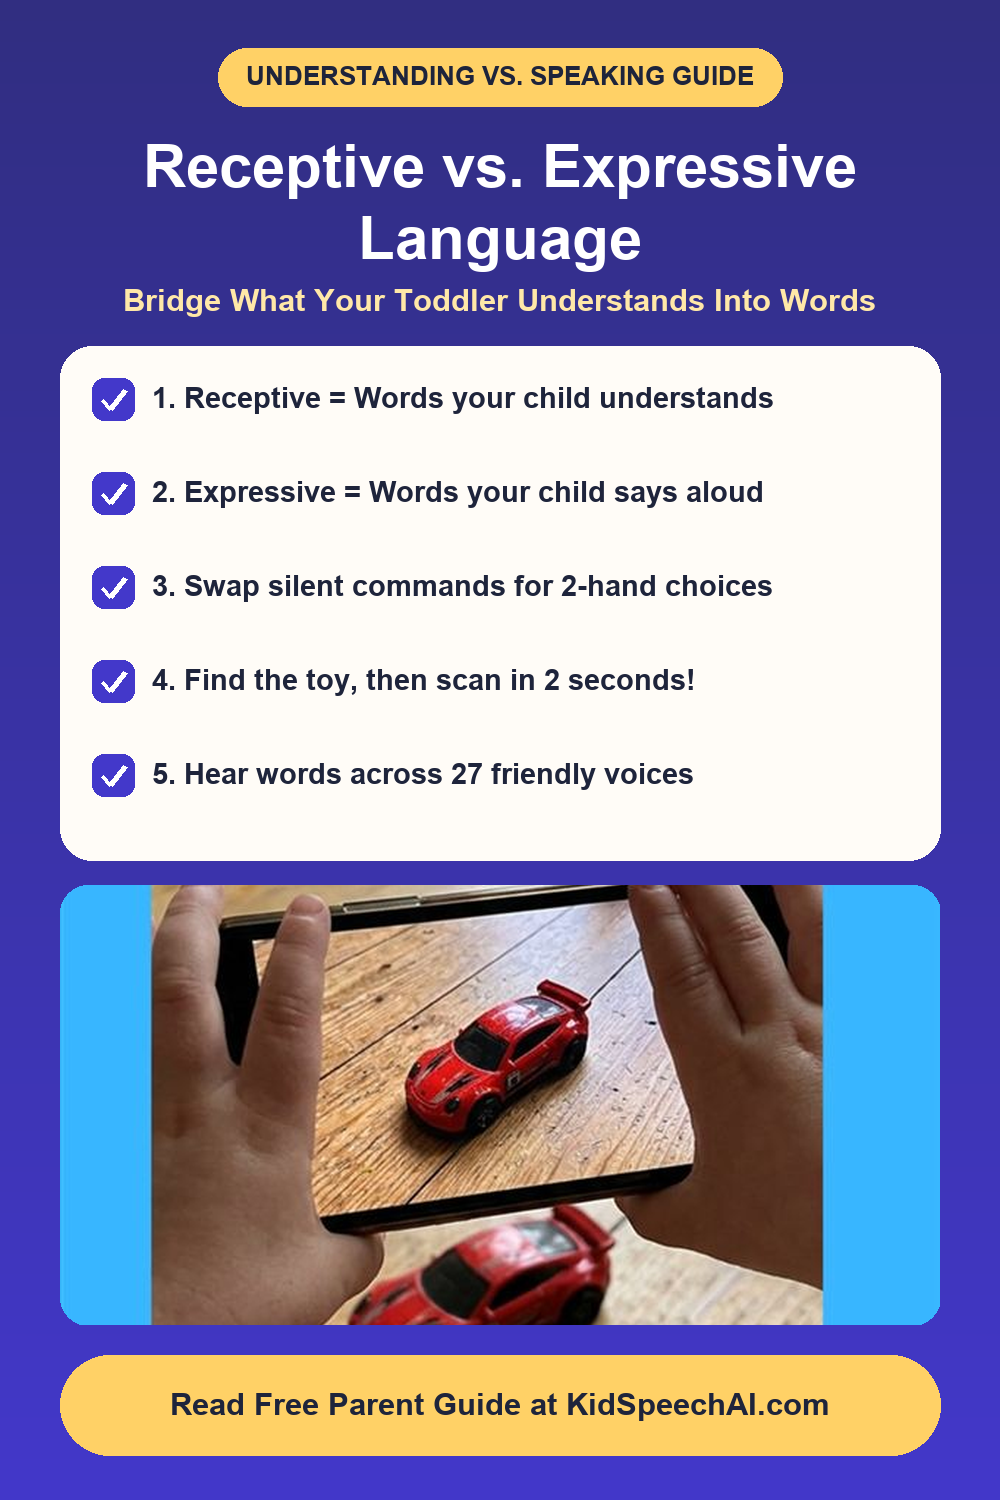 UNDERSTANDING VS. SPEAKING GUIDE
Receptive vs. Expressive
Language
Bridge What Your Toddler Understands Into Words
1. Receptive = Words your child understands
2. Expressive = Words your child says aloud
3. Swap silent commands for 2-hand choices
4. Find the toy, then scan in 2 seconds!
5. Hear words across 27 friendly voices
Read Free Parent Guide at KidSpeechAI.com